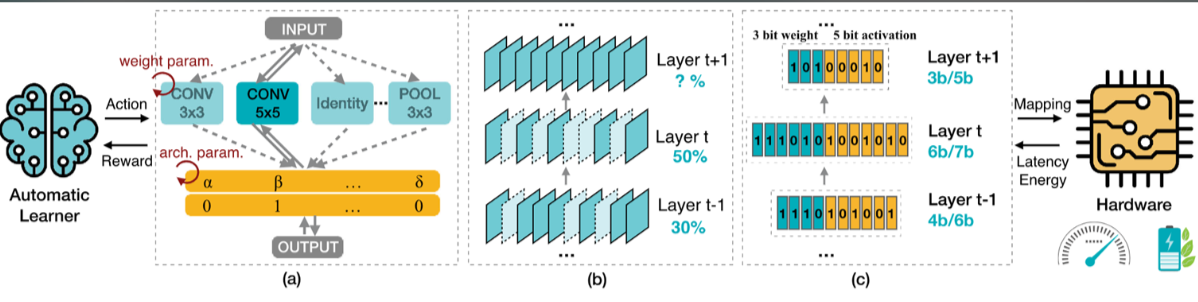 Automatic
Learner
Action
Reward
INPUT
weight param.
CONV
3x3
CONV
5x5
Identity
...
POOL
3x3
arch. param.
α β ... δ
0 1 ... 0
OUTPUT
(a)
...
Layer t+1
? %
Layer t
50%
Layer t-1
30%
...
(b)
...
3 bit weight 5 bit activation
1 0 1 0 0 0 1 0
Layer t+1
3b/5b
1 1 1 0 1 0 1 0 0 1 0 1 0
Layer t
6b/7b
1 1 1 0 1 0 1 0 0 1
Layer t-1
4b/6b
...
(c)
Mapping
Latency
Energy
Hardware